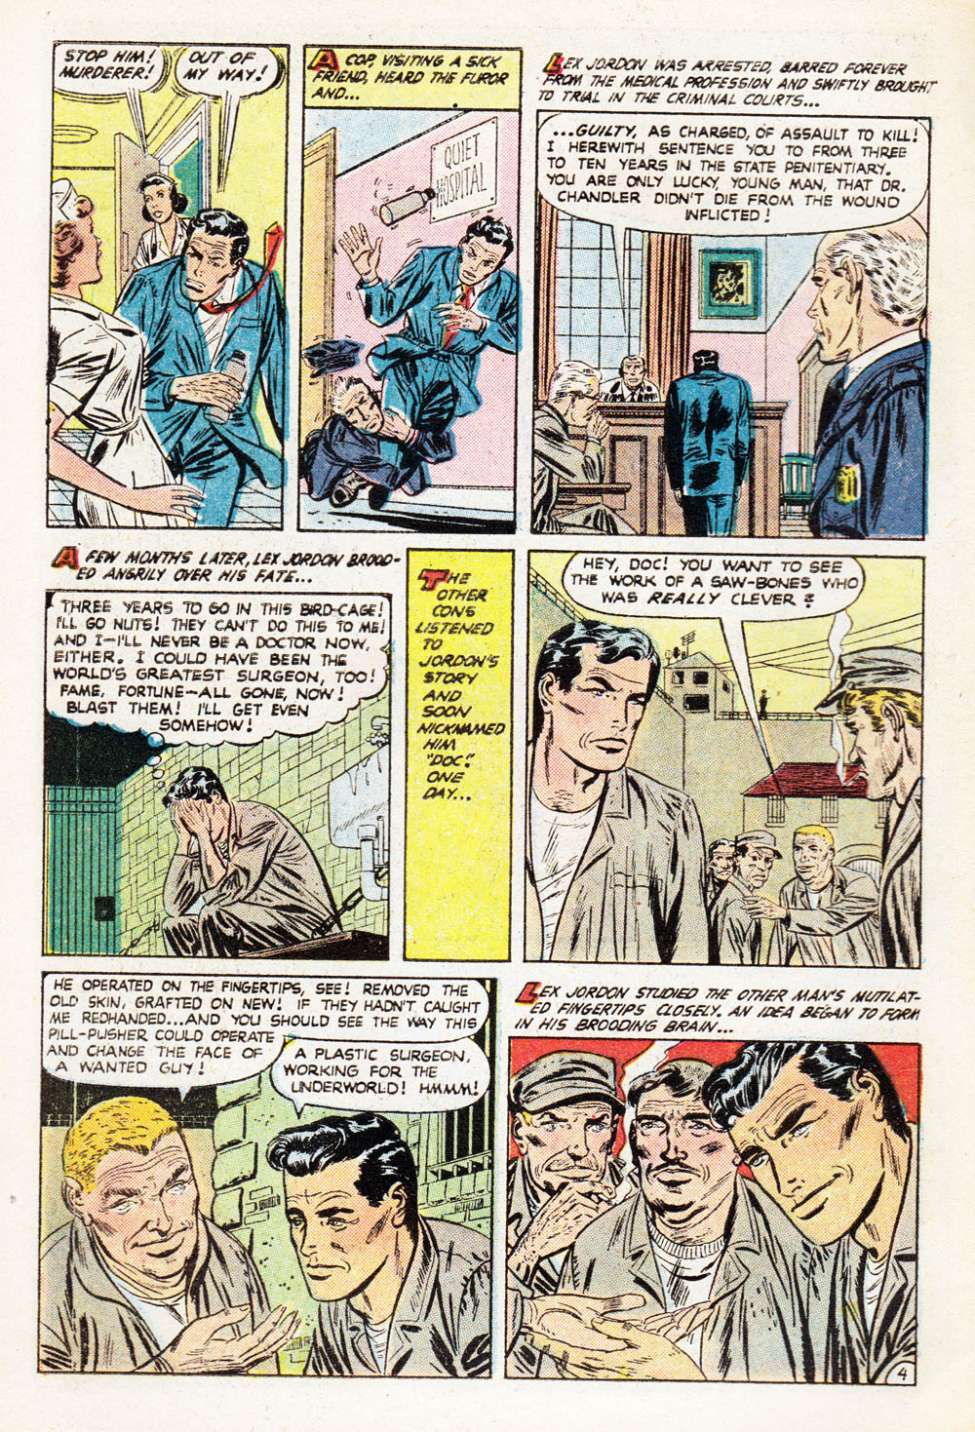 STOP HIM!
MURDERER!
OUT OF
MY WAY!
A COP, VISITING A SICK
FRIEND, HEARD THE FUROR
AND...
QUIET
HOSPITAL
LEX JORDON WAS ARRESTED, BARRED FOREVER
FROM THE MEDICAL PROFESSION AND SWIFTLY BROUGHT
TO TRIAL IN THE CRIMINAL COURTS...
...GUILTY, AS CHARGED, OF ASSAULT TO KILL!
I HEREWITH SENTENCE YOU TO FROM THREE
TO TEN YEARS IN THE STATE PENITENTIARY.
YOU ARE ONLY LUCKY, YOUNG MAN, THAT DR.
CHANDLER DIDN'T DIE FROM THE WOUND
INFLICTED!
A FEW MONTHS LATER, LEX JORDON BROOD-
ED ANGRILY OVER HIS FATE...
THREE YEARS TO GO IN THIS BIRD-CAGE!
I'LL GO NUTS! THEY CAN'T DO THIS TO ME!
AND I--I'LL NEVER BE A DOCTOR NOW,
EITHER. I COULD HAVE BEEN THE
WORLD'S GREATEST SURGEON, TOO!
FAME, FORTUNE--ALL GONE, NOW!
BLAST THEM! I'LL GET EVEN
SOMEHOW!
THE
OTHER
CONS
LISTENED
TO
JORDON'S
STORY
AND
SOON
NICKNAMED
HIM
"DOC."
ONE
DAY...
HEY, DOC! YOU WANT TO SEE
THE WORK OF A SAW-BONES WHO
WAS REALLY CLEVER?
HE OPERATED ON THE FINGERTIPS, SEE! REMOVED THE
OLD SKIN, GRAFTED ON NEW! IF THEY HADN'T CAUGHT
ME REDHANDED...AND YOU SHOULD SEE THE WAY THIS
PILL-PUSHER COULD OPERATE
AND CHANGE THE FACE OF
A WANTED GUY!
A PLASTIC SURGEON,
WORKING FOR THE
UNDERWORLD! HMMM!
LEX JORDON STUDIED THE OTHER MAN'S MUTILAT-
ED FINGERTIPS CLOSELY. AN IDEA BEGAN TO FORM
IN HIS BROODING BRAIN...
4